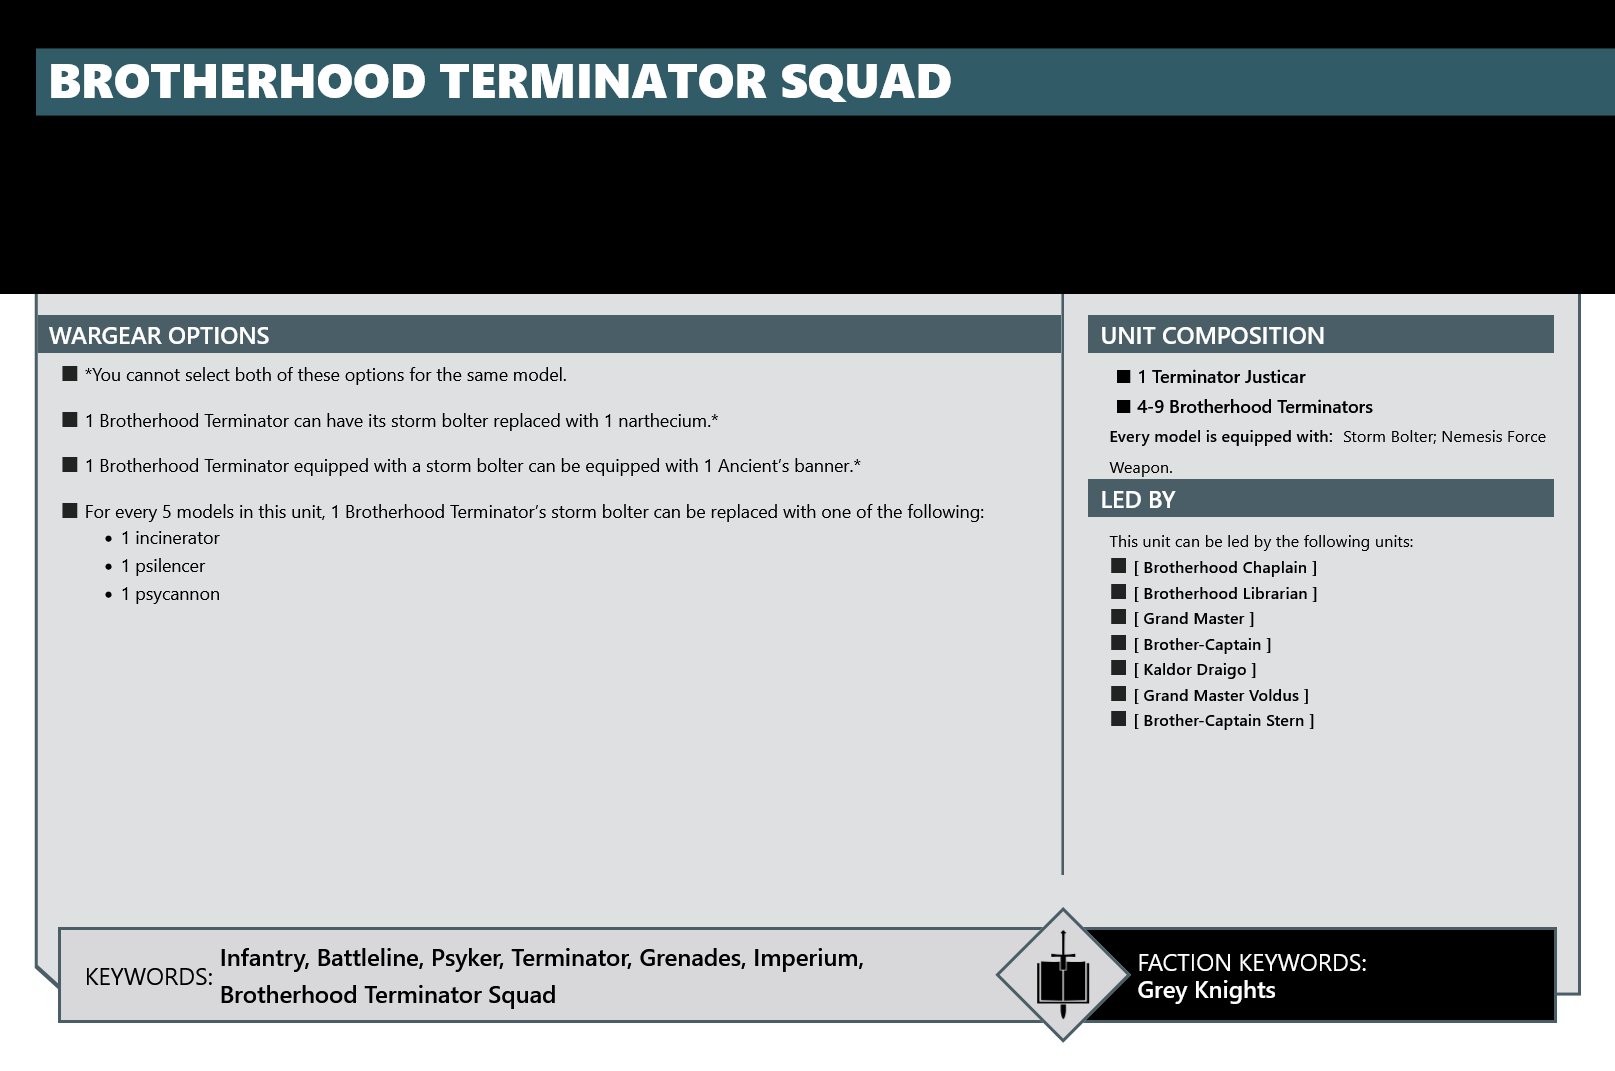 BROTHERHOOD TERMINATOR SQUAD
WARGEAR OPTIONS
*You cannot select both of these options for the same model.
1 Brotherhood Terminator can have its storm bolter replaced with 1 narthecium.*
1 Brotherhood Terminator equipped with a storm bolter can be equipped with 1 Ancient’s banner.*
For every 5 models in this unit, 1 Brotherhood Terminator’s storm bolter can be replaced with one of the following:
1 incinerator
1 psilencer
1 psycannon
UNIT COMPOSITION
1 Terminator Justicar
4-9 Brotherhood Terminators
Every model is equipped with: Storm Bolter; Nemesis Force
Weapon.
LED BY
This unit can be led by the following units:
[ Brotherhood Chaplain ]
[ Brotherhood Librarian ]
[ Grand Master ]
[ Brother-Captain ]
[ Kaldor Draigo ]
[ Grand Master Voldus ]
[ Brother-Captain Stern ]
KEYWORDS: Infantry, Battleline, Psyker, Terminator, Grenades, Imperium,
Brotherhood Terminator Squad
FACTION KEYWORDS:
Grey Knights